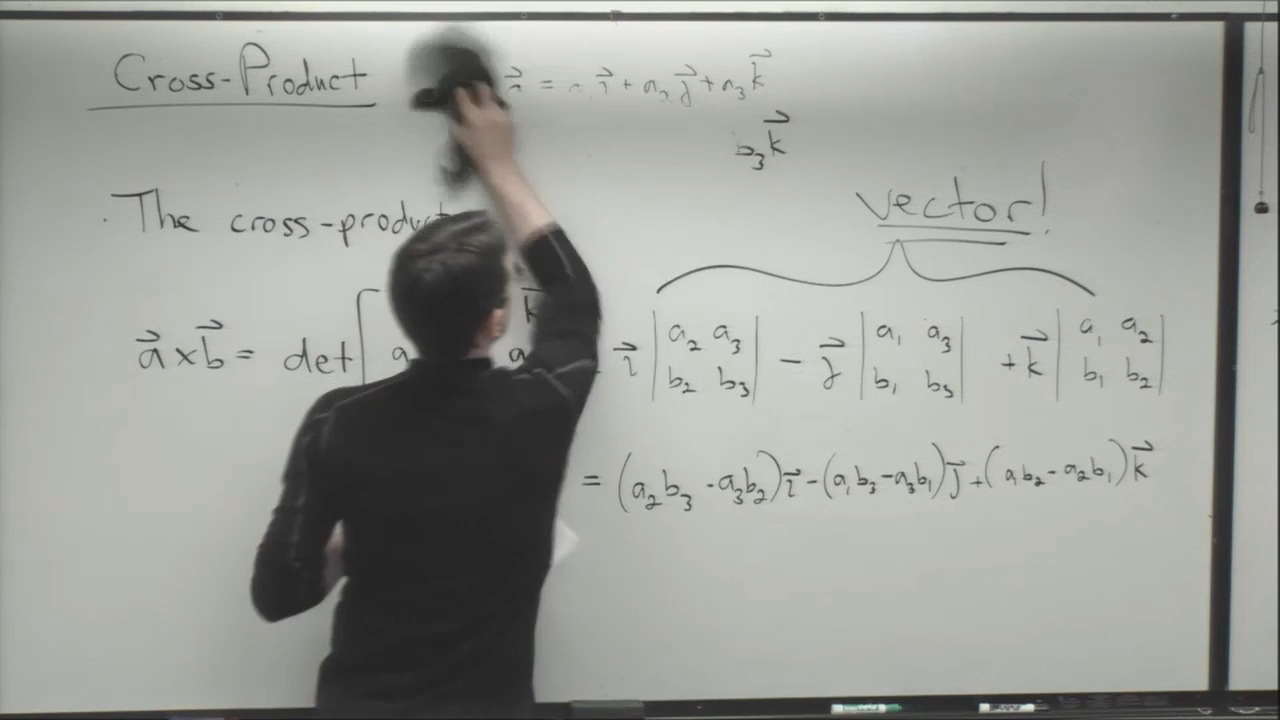 Cross-Product = i⃗ + a₂ j⃗ + a₃ k⃗
b₃ k⃗
vector!
· The cross-product
a⃗ × b⃗ = det [ k⃗ i⃗ | a₂ a₃ | - j⃗ | a₁ a₃ | + k⃗ | a₁ a₂ |
| b₂ b₃ | | b₁ b₃ | | b₁ b₂ |
= (a₂b₃ - a₃b₂) i⃗ - (a₁b₃ - a₃b₁) j⃗ + (a₁b₂ - a₂b₁) k⃗